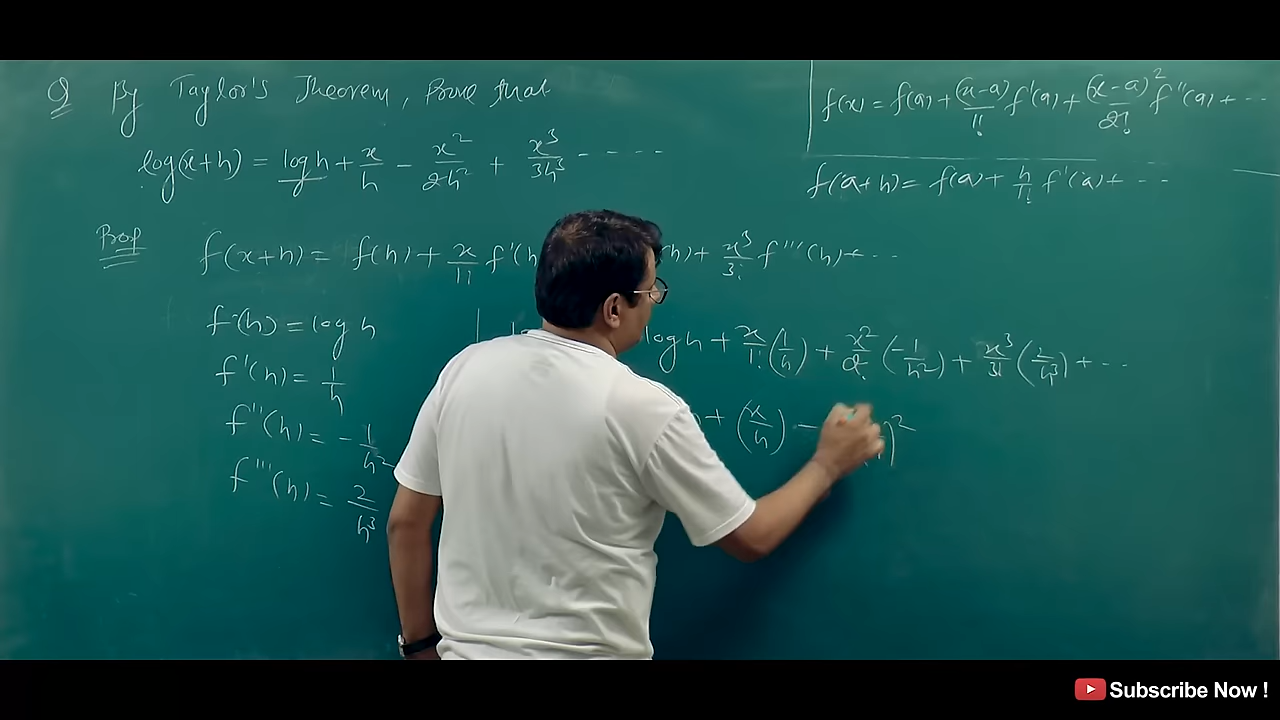 Q By Taylor's Theorem, Prove that
log(x+h) = log h + x/h - x²/2h² + x³/3h³ -----
f(x) = f(a) + (x-a)/1! f'(a) + (x-a)²/2! f''(a) + ---
f(a+h) = f(a) + h/1! f'(a) + ---
Prof
f(x+h) = f(h) + x/1! f'(h h) + x³/3! f'''(h) + ---
f(h) = log h
f'(h) = 1/h
f''(h) = -1/h²
f'''(h) = 2/h³
log h + x/1! (1/h) + x²/2! (-1/h²) + x³/3! (2/h³) + ---
+ (x/h) - )²
Subscribe Now !